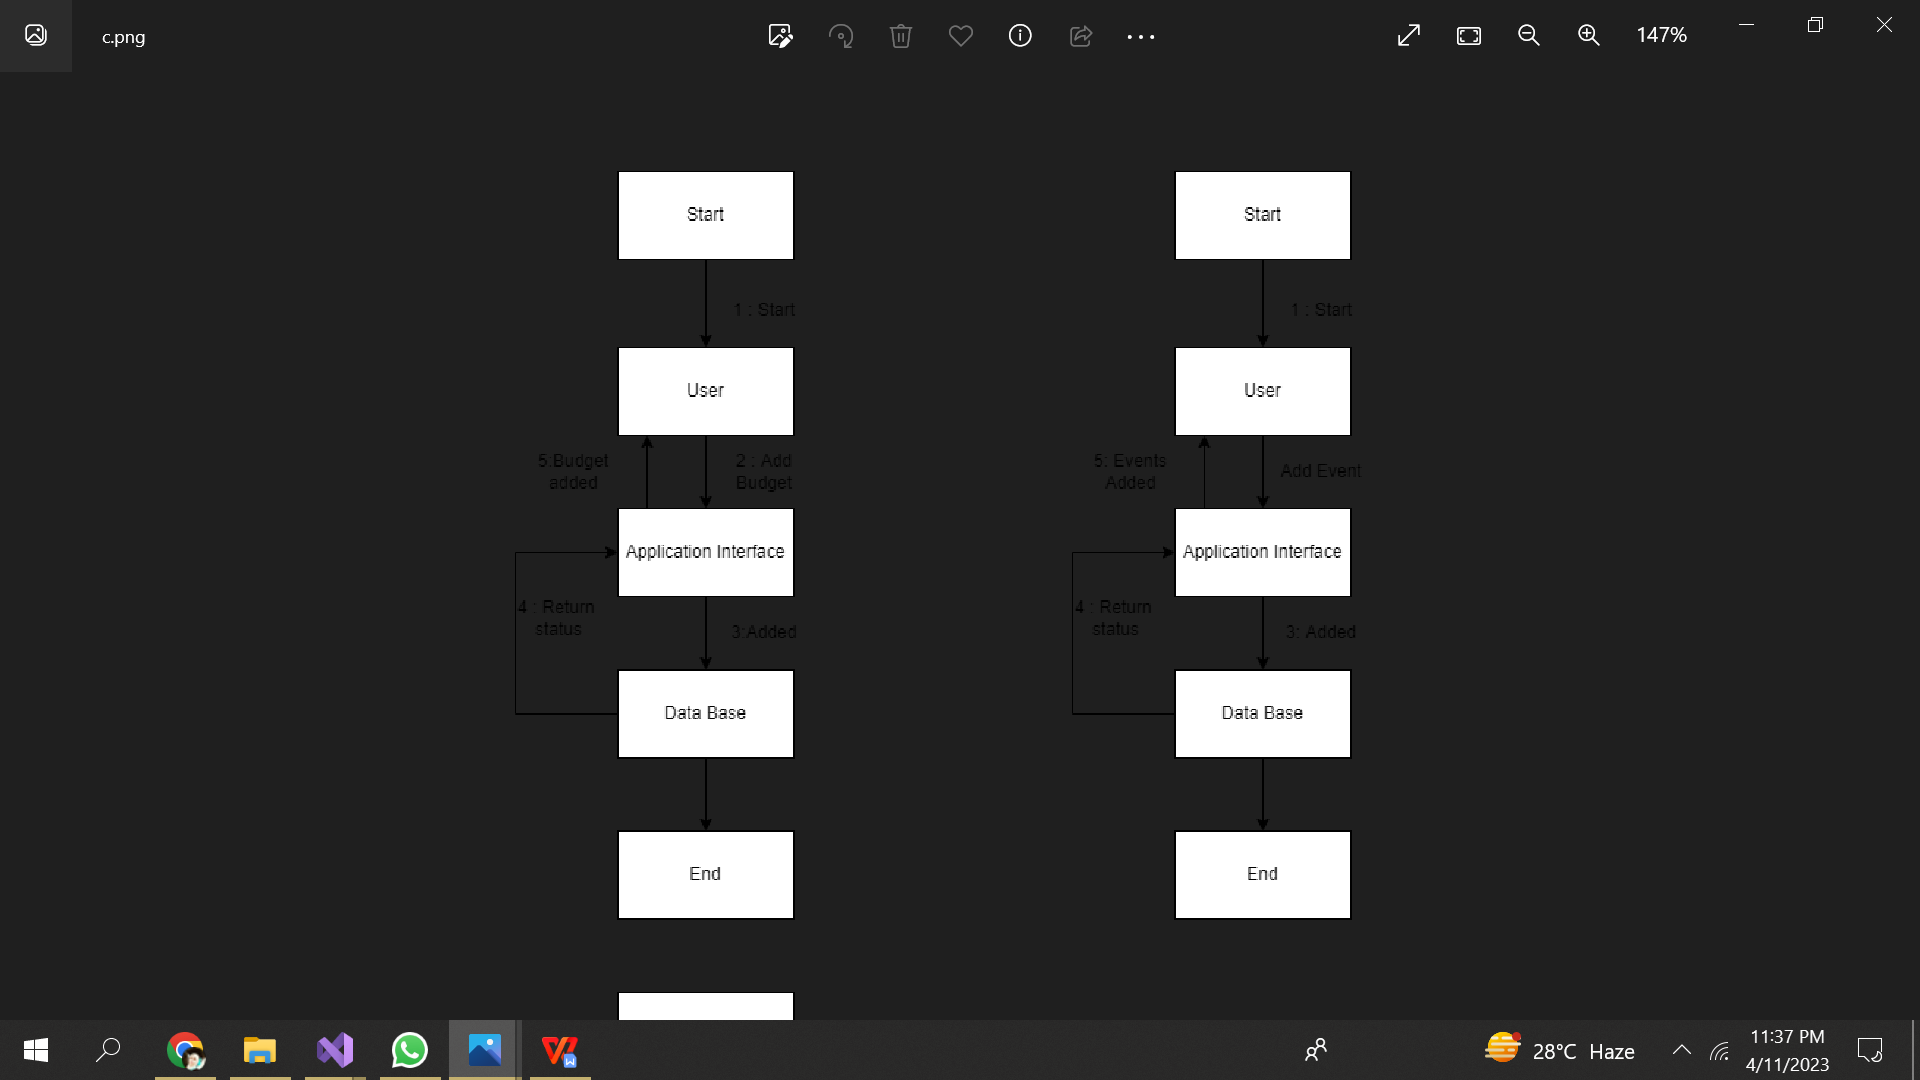 c.png
147%
Start
1 : Start
User
5:Budget
added
2 : Add
Budget
Application Interface
4 : Return
status
3:Added
Data Base
End
Start
1 : Start
User
5: Events
Added
Add Event
Application Interface
4 : Return
status
3: Added
Data Base
End
28°C Haze
11:37 PM
4/11/2023